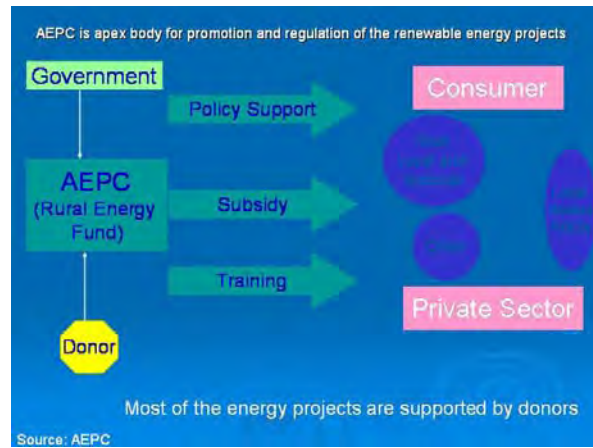 AEPC is apex body for promotion and regulation of the renewable energy projects
Government
Consumer
Policy Support
AEPC
(Rural Energy
Fund)
Subsidy
Training
Private Sector
Donor
Most of the energy projects are supported by donors
Source: AEPC